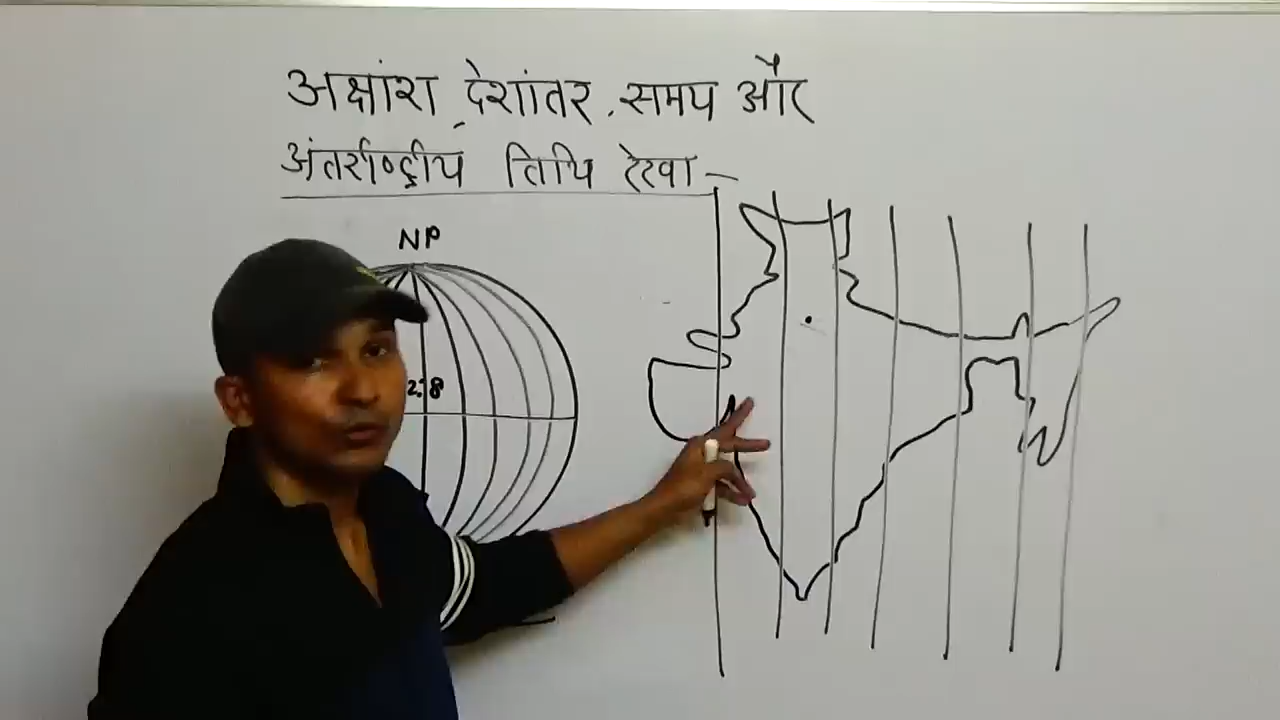 अक्षांश, देशांतर, समय और
अंतर्राष्ट्रीय तिथि रेखा –
NP